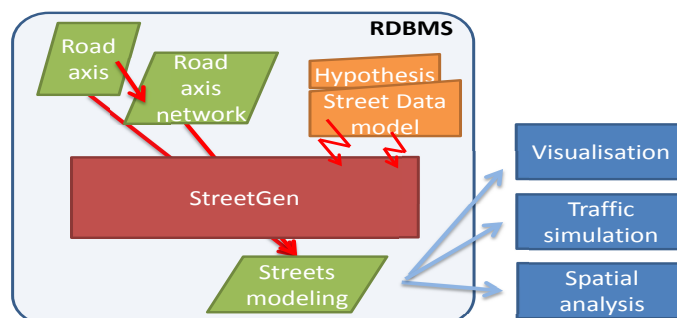 RDBMS
Road
axis
Road
axis
network
Hypothesis
Street Data
model
StreetGen
Streets
modeling
Visualisation
Traffic
simulation
Spatial
analysis